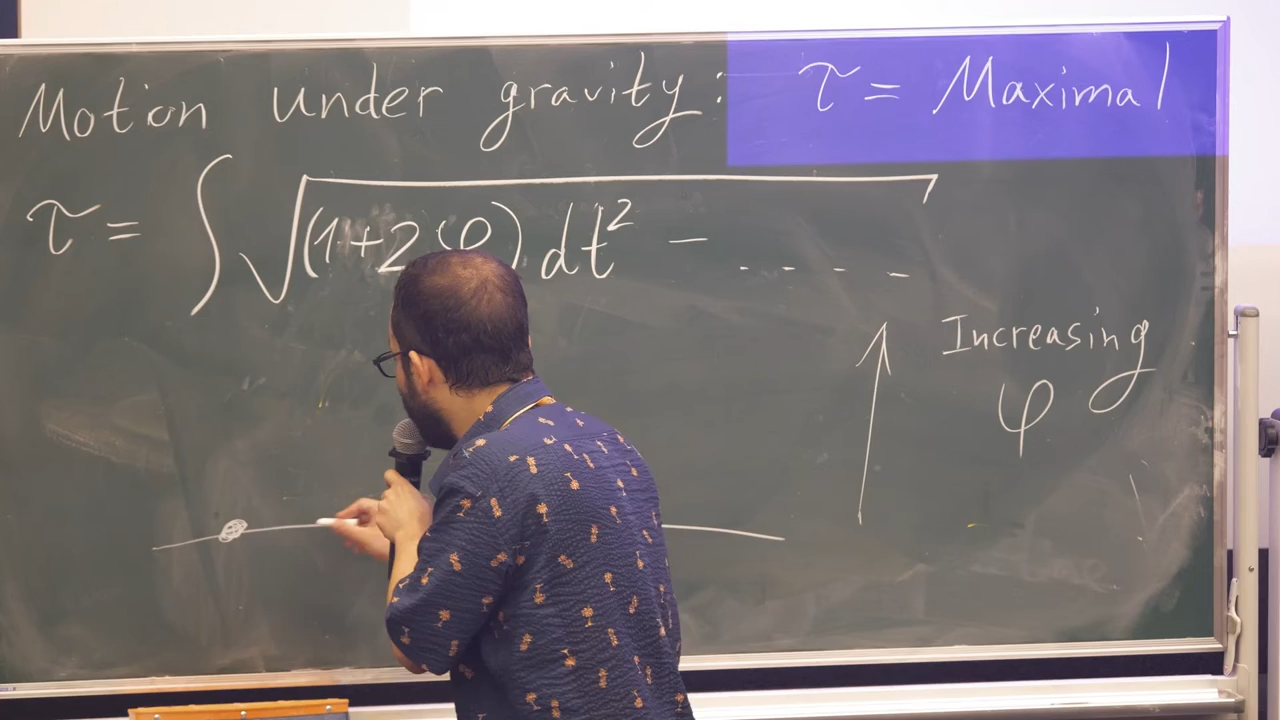 Motion under gravity: τ = Maximal
τ = ∫ √(1+2φ) dt² - - - - -
Increasing
φ